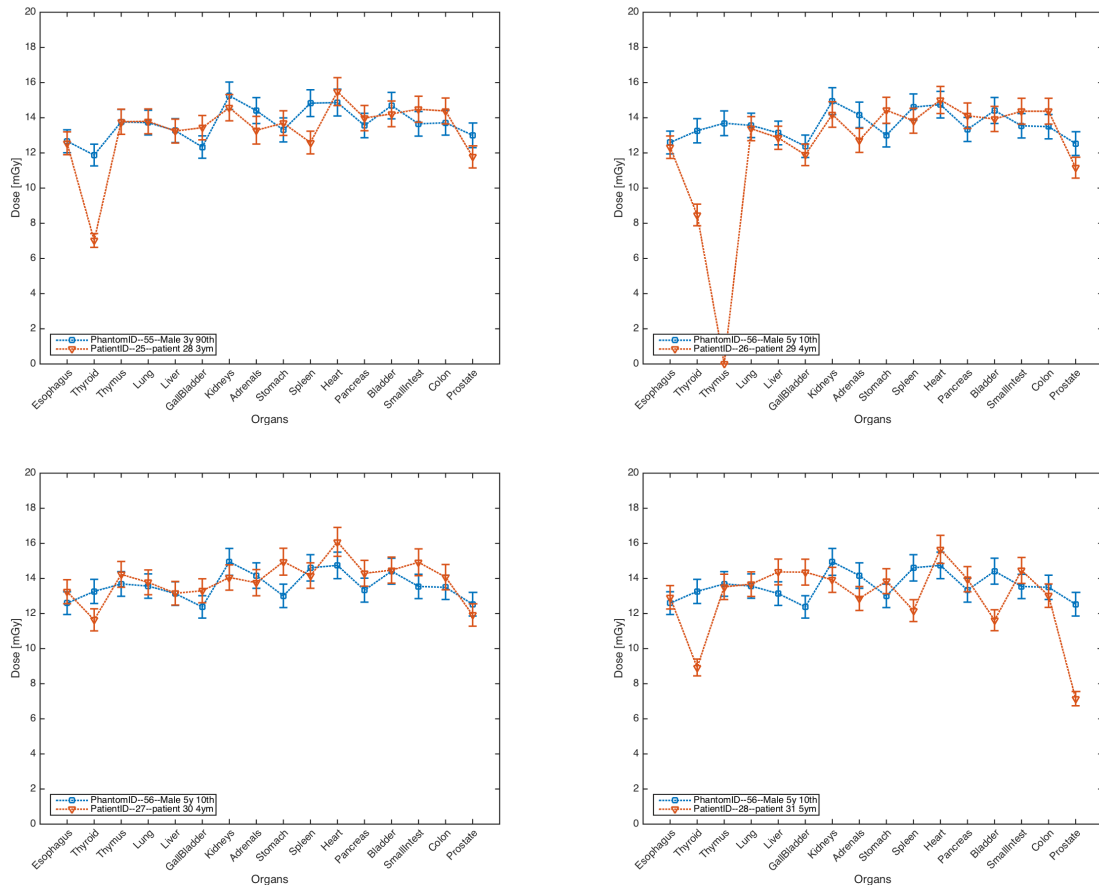 20
18
16
14
12
10
8
6
4
2
0
Dose [mGy]
PhantomID--55--Male 3y 90th
PatientID--25--patient 28 3ym
Esophagus
Thyroid
Thymus
Lung
Liver
GallBladder
Kidneys
Adrenals
Stomach
Spleen
Heart
Pancreas
Bladder
SmallIntest
Colon
Prostate
Organs
20
18
16
14
12
10
8
6
4
2
0
Dose [mGy]
PhantomID--56--Male 5y 10th
PatientID--26--patient 29 4ym
Esophagus
Thyroid
Thymus
Lung
Liver
GallBladder
Kidneys
Adrenals
Stomach
Spleen
Heart
Pancreas
Bladder
SmallIntest
Colon
Prostate
Organs
20
18
16
14
12
10
8
6
4
2
0
Dose [mGy]
PhantomID--56--Male 5y 10th
PatientID--27--patient 30 4ym
Esophagus
Thyroid
Thymus
Lung
Liver
GallBladder
Kidneys
Adrenals
Stomach
Spleen
Heart
Pancreas
Bladder
SmallIntest
Colon
Prostate
Organs
20
18
16
14
12
10
8
6
4
2
0
Dose [mGy]
PhantomID--56--Male 5y 10th
PatientID--28--patient 31 5ym
Esophagus
Thyroid
Thymus
Lung
Liver
GallBladder
Kidneys
Adrenals
Stomach
Spleen
Heart
Pancreas
Bladder
SmallIntest
Colon
Prostate
Organs